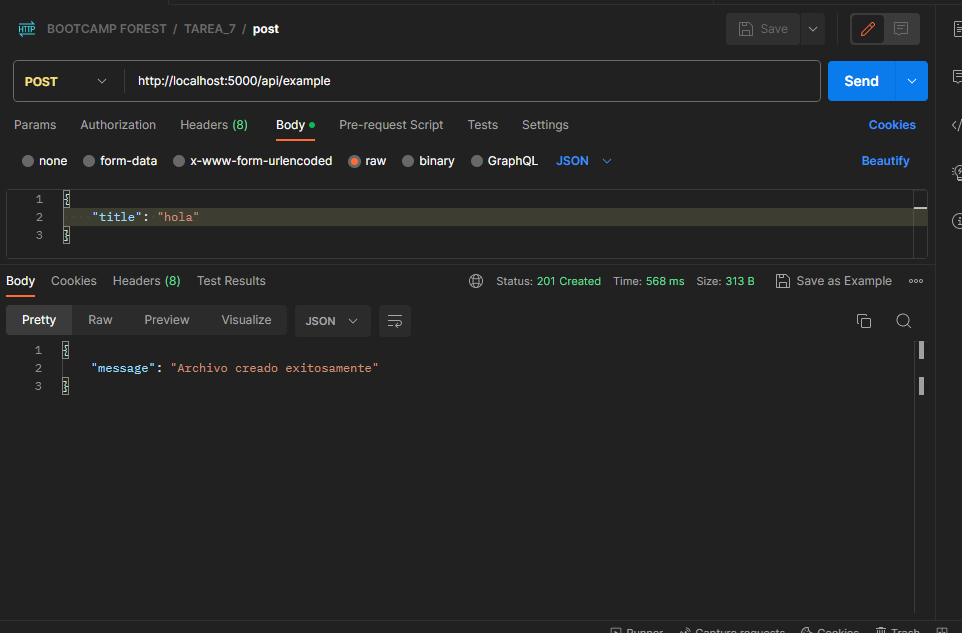 HTTP BOOTCAMP FOREST / TAREA_7 / post Save
POST http://localhost:5000/api/example Send
Params Authorization Headers (8) Body Pre-request Script Tests Settings Cookies
none form-data x-www-form-urlencoded raw binary GraphQL JSON Beautify
1 {
2 "title": "hola"
3 }
Body Cookies Headers (8) Test Results Status: 201 Created Time: 568 ms Size: 313 B Save as Example
Pretty Raw Preview Visualize JSON
1 {
2 "message": "Archivo creado exitosamente"
3 }
Runner Capture requests Cookies Trash